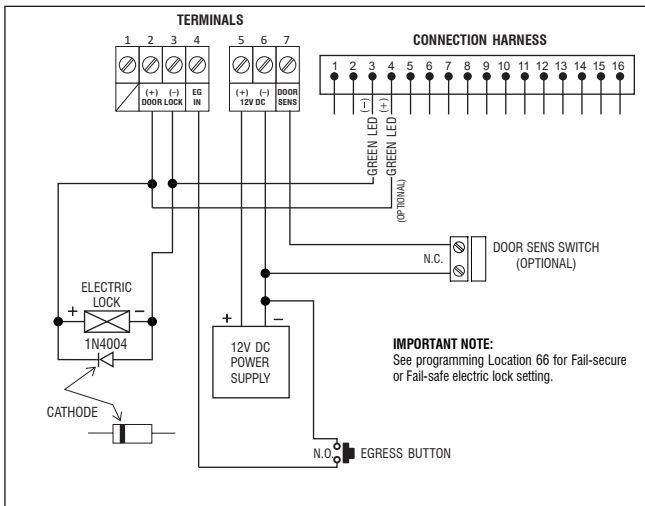 TERMINALS
1 2 3 4 5 6 7
(+) (−) EG (+) (−) DOOR
DOOR LOCK IN 12V DC SENS
CONNECTION HARNESS
1 2 3 4 5 6 7 8 9 10 11 12 13 14 15 16
GREEN LED (−)
GREEN LED (+)
(OPTIONAL)
N.C.
DOOR SENS SWITCH
(OPTIONAL)
ELECTRIC
LOCK
+ −
1N4004
CATHODE
+ −
12V DC
POWER
SUPPLY
IMPORTANT NOTE:
See programming Location 66 for Fail-secure
or Fail-safe electric lock setting.
N.O.
EGRESS BUTTON